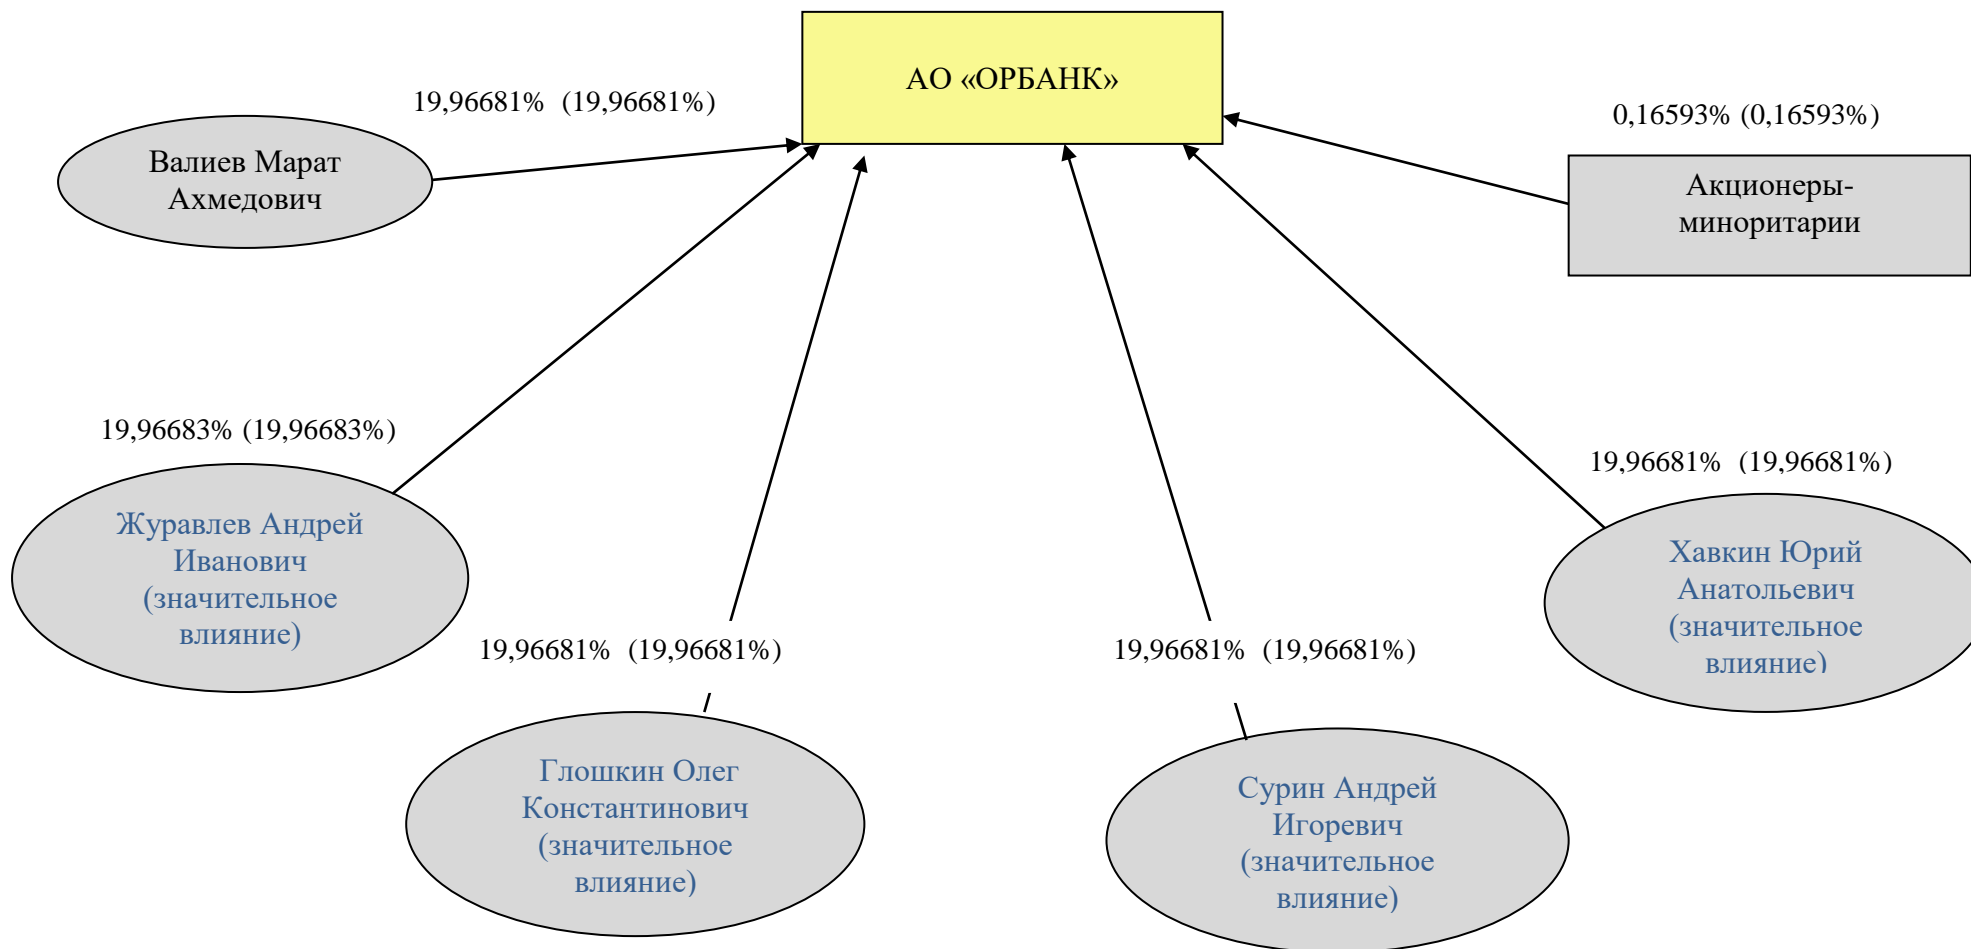 АО «ОРБАНК»
19,96681% (19,96681%)
0,16593% (0,16593%)
Валиев Марат
Ахмедович
Акционеры-
миноритарии
19,96683% (19,96683%)
19,96681% (19,96681%)
Журавлев Андрей
Иванович
(значительное
влияние)
Хавкин Юрий
Анатольевич
(значительное
влияние)
19,96681% (19,96681%)
19,96681% (19,96681%)
Глошкин Олег
Константинович
(значительное
влияние)
Сурин Андрей
Игоревич
(значительное
влияние)